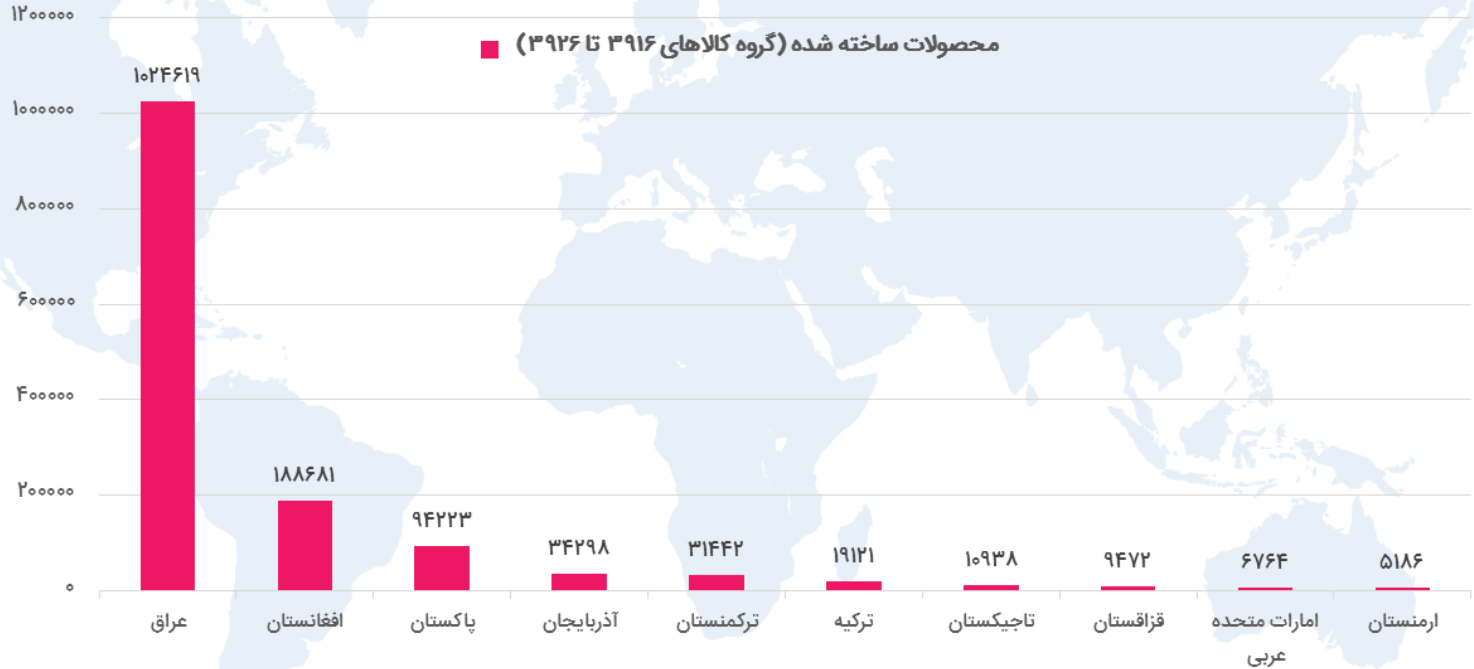 محصولات ساخته شده (گروه کالاهای ۳۹۱۶ تا ۳۹۲۶)
۱۲۰۰۰۰۰
۱۰۰۰۰۰۰
۸۰۰۰۰۰
۶۰۰۰۰۰
۴۰۰۰۰۰
۲۰۰۰۰۰
۰
۱۰۲۴۶۱۹
۱۸۸۶۸۱
۹۴۲۲۳
۳۴۲۹۸
۳۱۴۴۲
۱۹۱۲۱
۱۰۹۳۸
۹۴۷۲
۶۷۶۴
۵۱۸۶
عراق
افغانستان
پاکستان
آذربایجان
ترکمنستان
ترکیه
تاجیکستان
قزاقستان
امارات متحده
عربی
ارمنستان